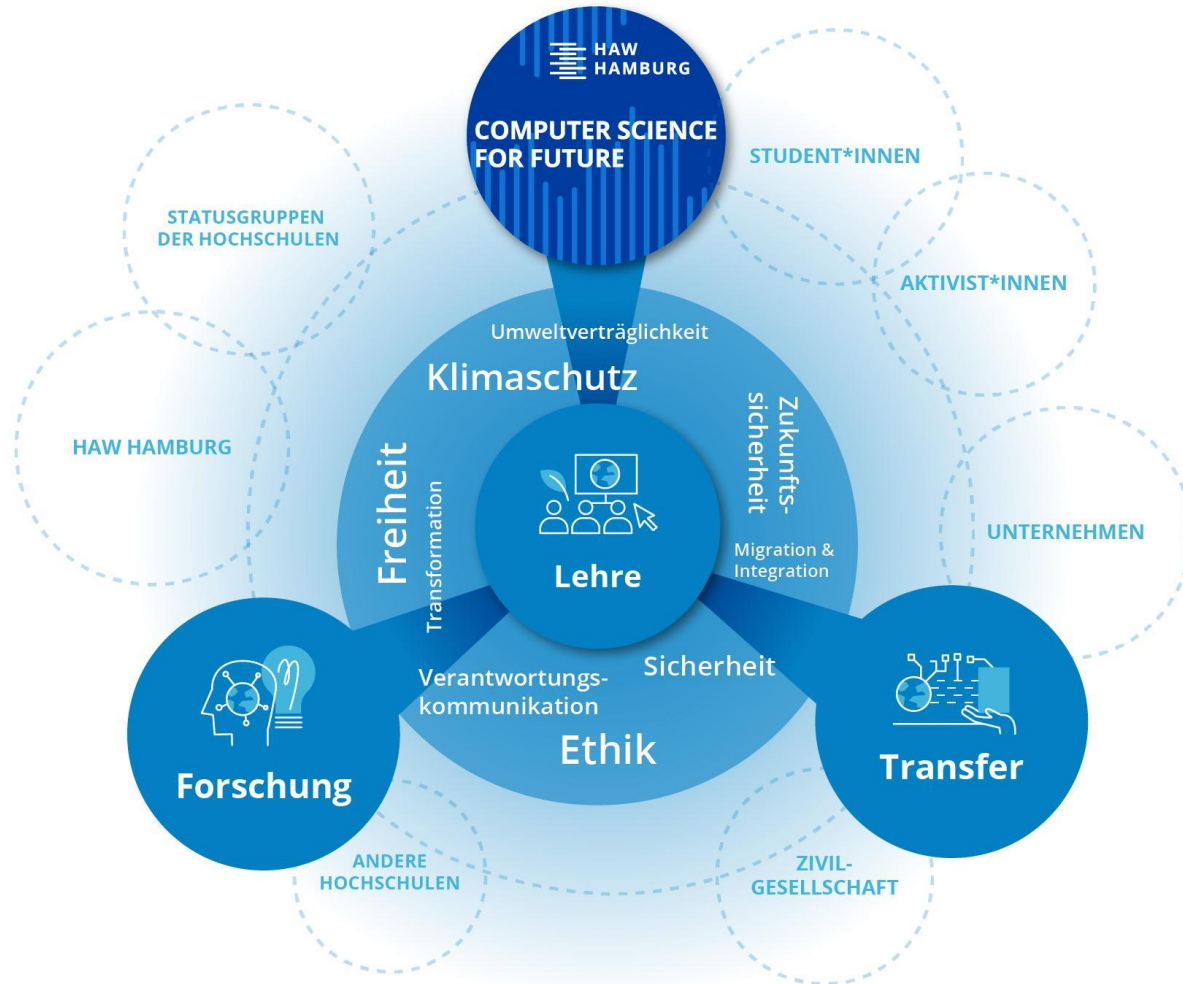 HAW
HAMBURG
COMPUTER SCIENCE
FOR FUTURE
STUDENT*INNEN
STATUSGRUPPEN
DER HOCHSCHULEN
AKTIVIST*INNEN
Umweltverträglichkeit
Klimaschutz
Zukunfts-
sicherheit
HAW HAMBURG
Freiheit
Transformation
UNTERNEHMEN
Migration &
Integration
Lehre
Sicherheit
Verantwortungs-
kommunikation
Ethik
Forschung
Transfer
ANDERE
HOCHSCHULEN
ZIVIL-
GESELLSCHAFT